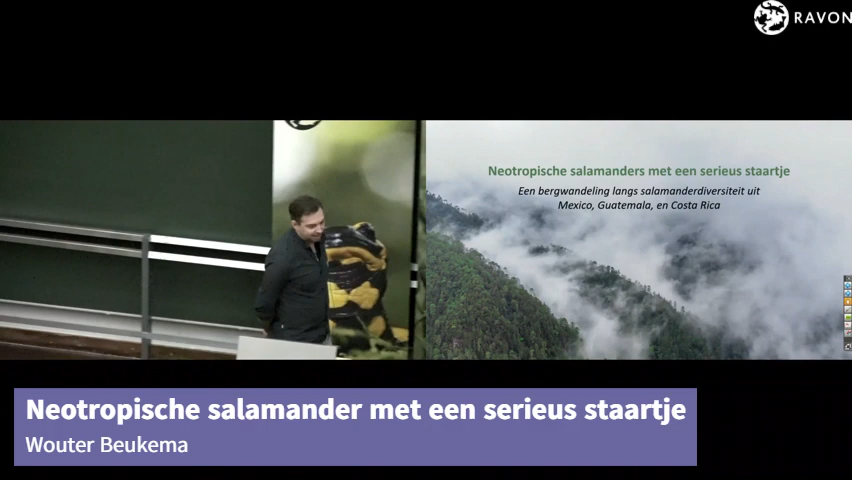 RAVON
Neotropische salamanders met een serieus staartje
Een bergwandeling langs salamanderdiversiteit uit
Mexico, Guatemala, en Costa Rica
Neotropische salamander met een serieus staartje
Wouter Beukema